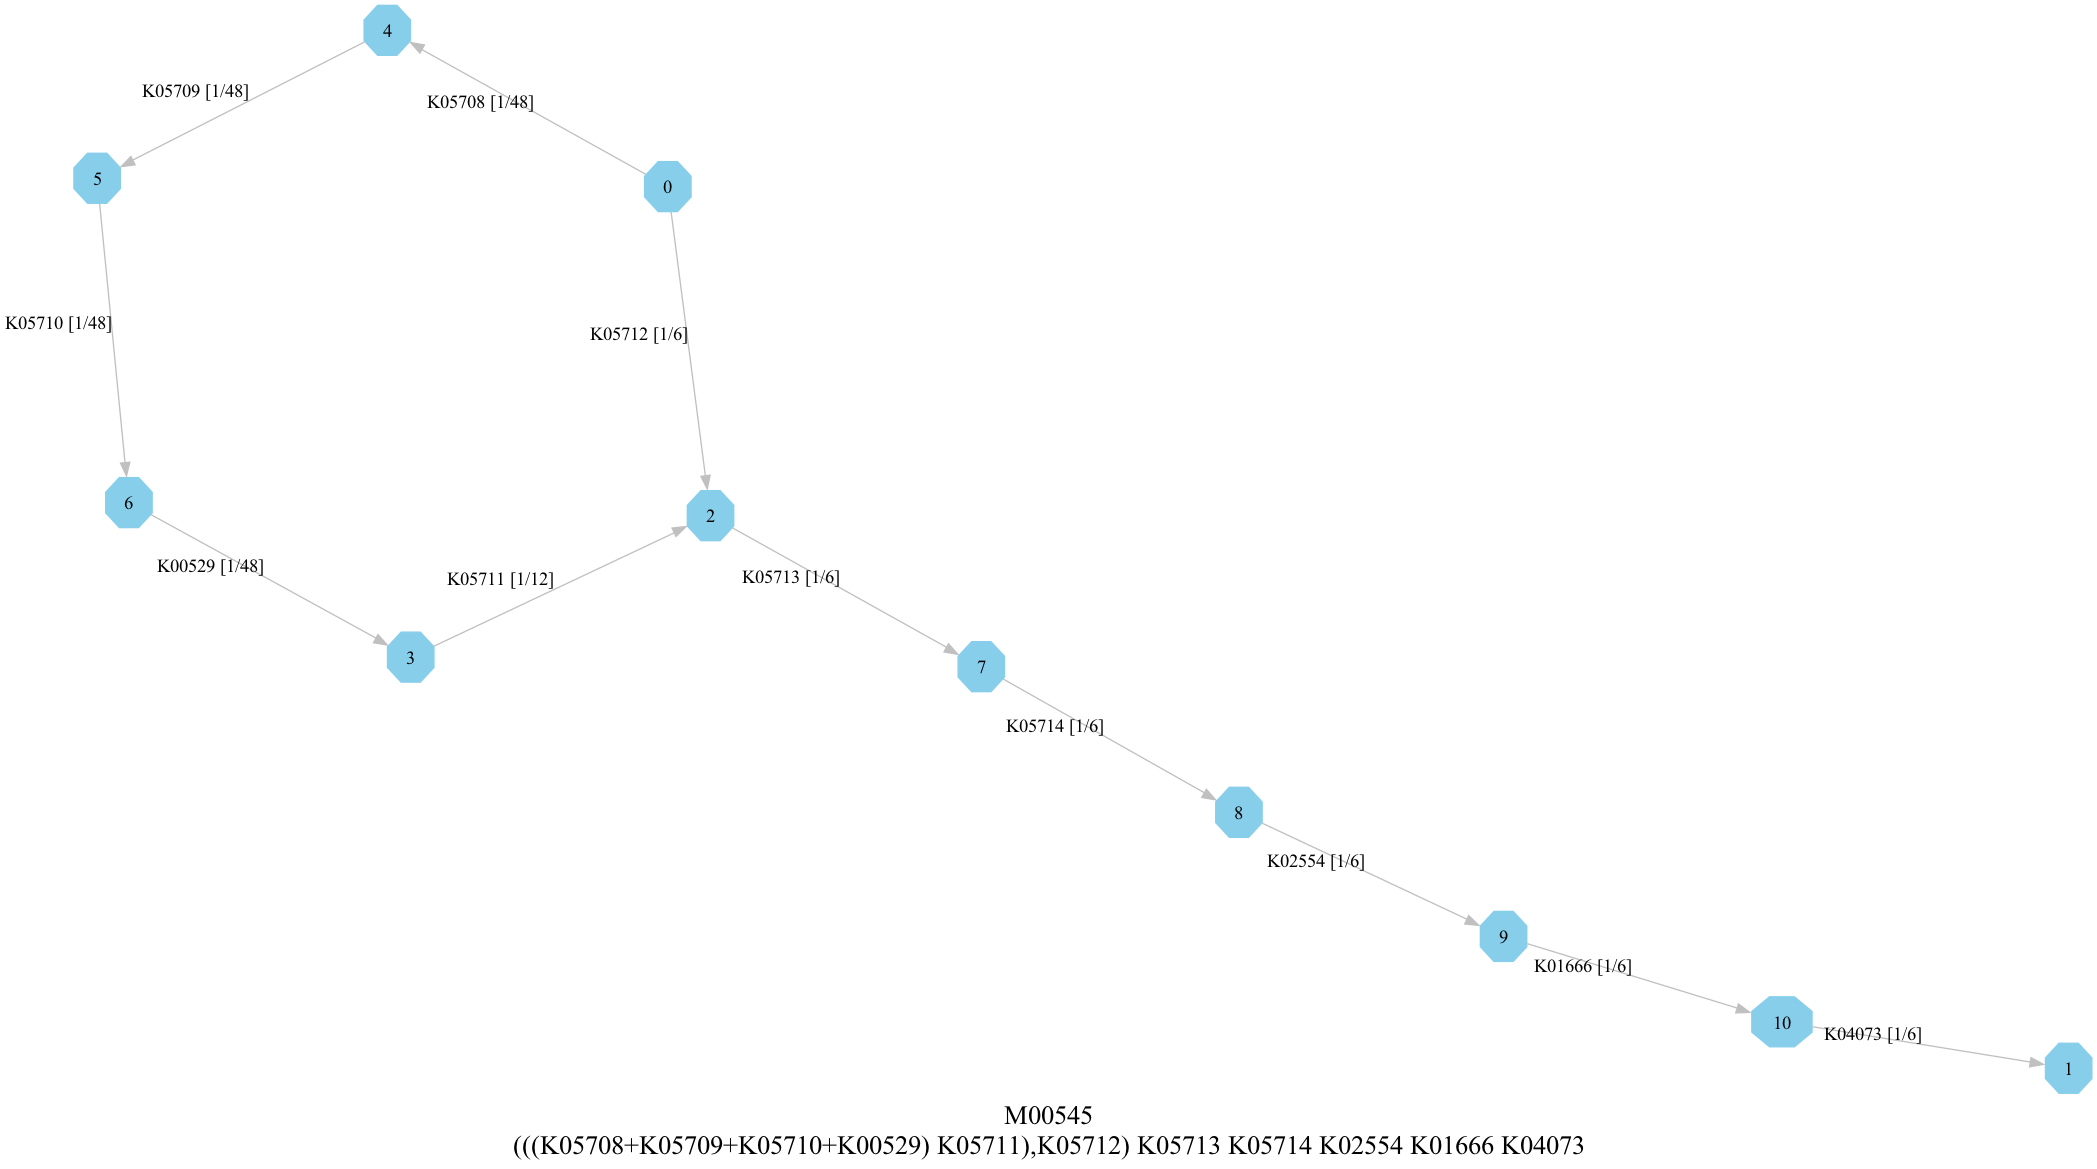 4
K05709 [1/48]
K05708 [1/48]
5
0
K05710 [1/48]
K05712 [1/6]
6
2
K00529 [1/48]
K05711 [1/12]
K05713 [1/6]
3
7
K05714 [1/6]
8
K02554 [1/6]
9
K01666 [1/6]
10
K04073 [1/6]
1
M00545
(((K05708+K05709+K05710+K00529) K05711),K05712) K05713 K05714 K02554 K01666 K04073